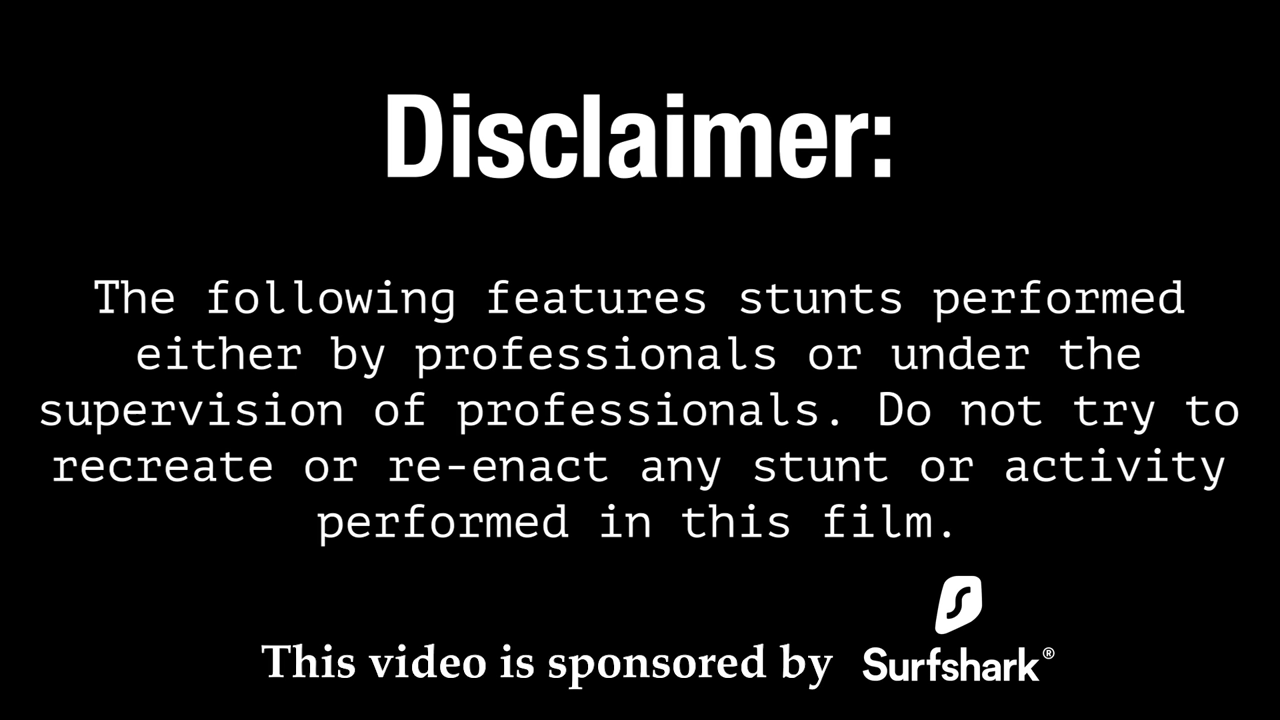 Disclaimer:
The following features stunts performed
either by professionals or under the
supervision of professionals. Do not try to
recreate or re-enact any stunt or activity
performed in this film.
This video is sponsored by Surfshark®